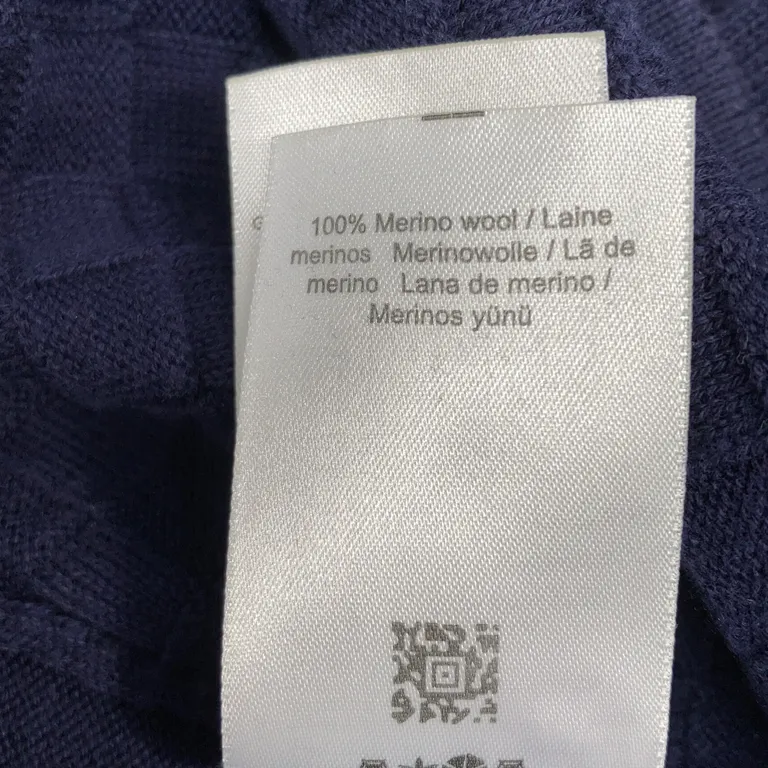 100% Merino wool / Laine
merinos Merinowolle / Lã de
merino Lana de merino /
Merinos yünü